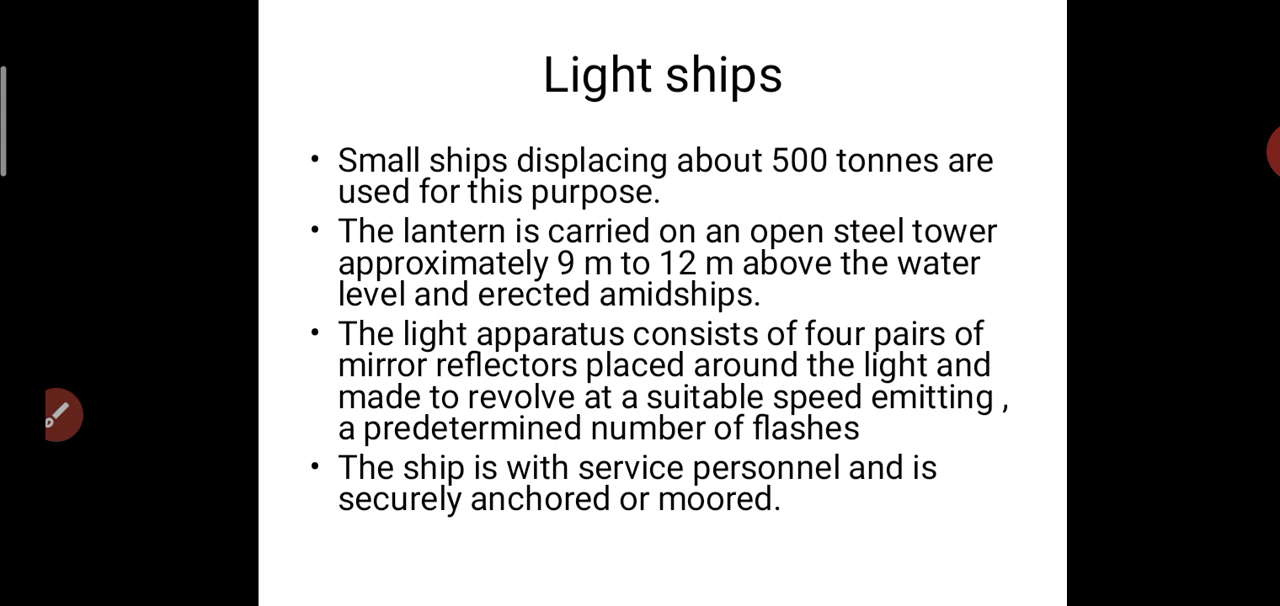 Light ships
• Small ships displacing about 500 tonnes are
used for this purpose.
• The lantern is carried on an open steel tower
approximately 9 m to 12 m above the water
level and erected amidships.
• The light apparatus consists of four pairs of
mirror reflectors placed around the light and
made to revolve at a suitable speed emitting ,
a predetermined number of flashes
• The ship is with service personnel and is
securely anchored or moored.